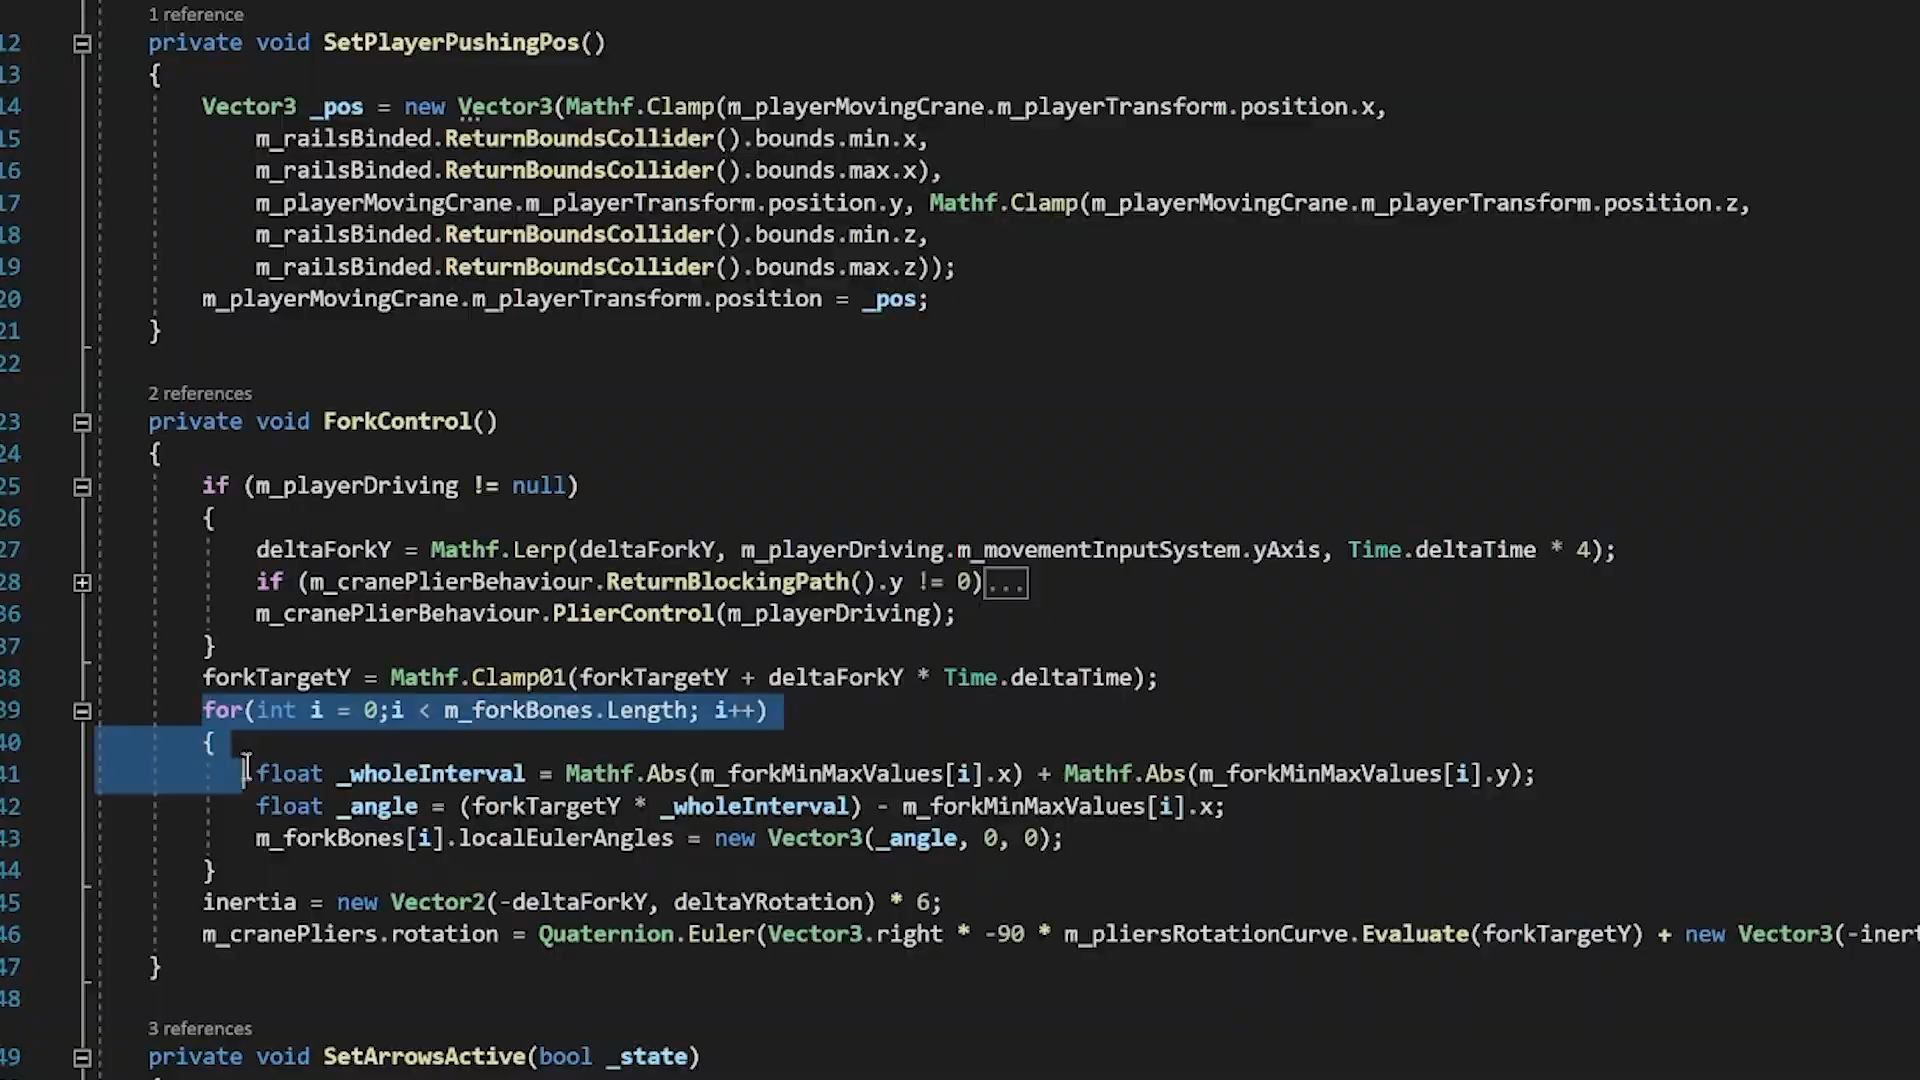 1 reference
12 private void SetPlayerPushingPos()
13 {
14 Vector3 _pos = new Vector3(Mathf.Clamp(m_playerMovingCrane.m_playerTransform.position.x,
15 m_railsBinded.ReturnBoundsCollider().bounds.min.x,
16 m_railsBinded.ReturnBoundsCollider().bounds.max.x),
17 m_playerMovingCrane.m_playerTransform.position.y, Mathf.Clamp(m_playerMovingCrane.m_playerTransform.position.z,
18 m_railsBinded.ReturnBoundsCollider().bounds.min.z,
19 m_railsBinded.ReturnBoundsCollider().bounds.max.z));
20 m_playerMovingCrane.m_playerTransform.position = _pos;
21 }
22
2 references
23 private void ForkControl()
24 {
25 if (m_playerDriving != null)
26 {
27 deltaForkY = Mathf.Lerp(deltaForkY, m_playerDriving.m_movementInputSystem.yAxis, Time.deltaTime * 4);
28 if (m_cranePlierBehaviour.ReturnBlockingPath().y != 0)...
36 m_cranePlierBehaviour.PlierControl(m_playerDriving);
37 }
38 forkTargetY = Mathf.Clamp01(forkTargetY + deltaForkY * Time.deltaTime);
39 for(int i = 0;i < m_forkBones.Length; i++)
40 {
41 float _wholeInterval = Mathf.Abs(m_forkMinMaxValues[i].x) + Mathf.Abs(m_forkMinMaxValues[i].y);
42 float _angle = (forkTargetY * _wholeInterval) - m_forkMinMaxValues[i].x;
43 m_forkBones[i].localEulerAngles = new Vector3(_angle, 0, 0);
44 }
45 inertia = new Vector2(-deltaForkY, deltaYRotation) * 6;
46 m_cranePliers.rotation = Quaternion.Euler(Vector3.right * -90 * m_pliersRotationCurve.Evaluate(forkTargetY) + new Vector3(-inert
47 }
48
3 references
49 private void SetArrowsActive(bool _state)